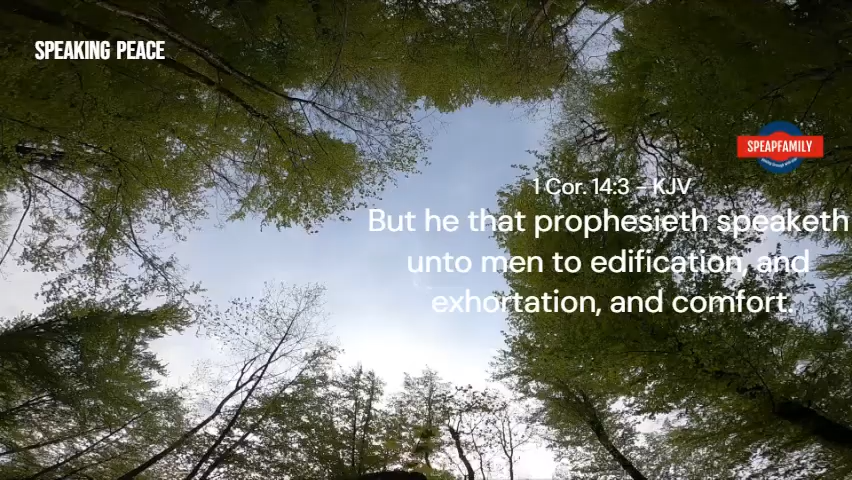 SPEAKING PEACE
SPEAPFAMILY
1 Cor. 14:3 - KJV
But he that prophesieth speaketh
unto men to edification, and
exhortation, and comfort.